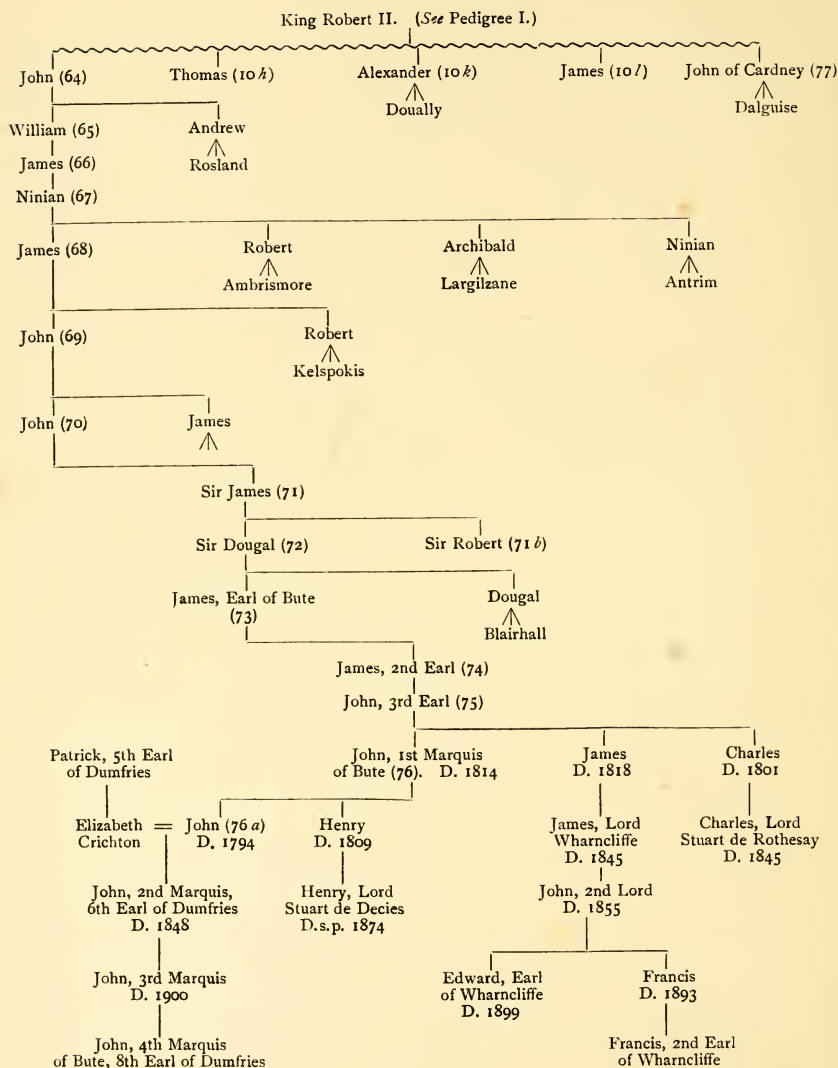 King Robert II. (See Pedigree I.)
John (64) Thomas (10 h) Alexander (10 k) James (10 l) John of Cardney (77)
Doually Dalguise
William (65) Andrew
James (66) Rosland
Ninian (67)
James (68) Robert Archibald Ninian
Ambrismore Largilzane Antrim
John (69) Robert
Kelspokis
John (70) James
Sir James (71)
Sir Dougal (72) Sir Robert (71 b)
James, Earl of Bute Dougal
(73)
Blairhall
James, 2nd Earl (74)
John, 3rd Earl (75)
Patrick, 5th Earl John, 1st Marquis James Charles
of Dumfries of Bute (76). D. 1814 D. 1818 D. 1801
Elizabeth = John (76 a) Henry James, Lord Charles, Lord
Crichton D. 1794 D. 1809 Wharncliffe Stuart de Rothesay
D. 1845 D. 1845
John, 2nd Marquis, Henry, Lord John, 2nd Lord
6th Earl of Dumfries Stuart de Decies D. 1855
D. 1848 D.s.p. 1874
John, 3rd Marquis Edward, Earl Francis
D. 1900 of Wharncliffe D. 1893
D. 1899
John, 4th Marquis Francis, 2nd Earl
of Bute, 8th Earl of Dumfries of Wharncliffe